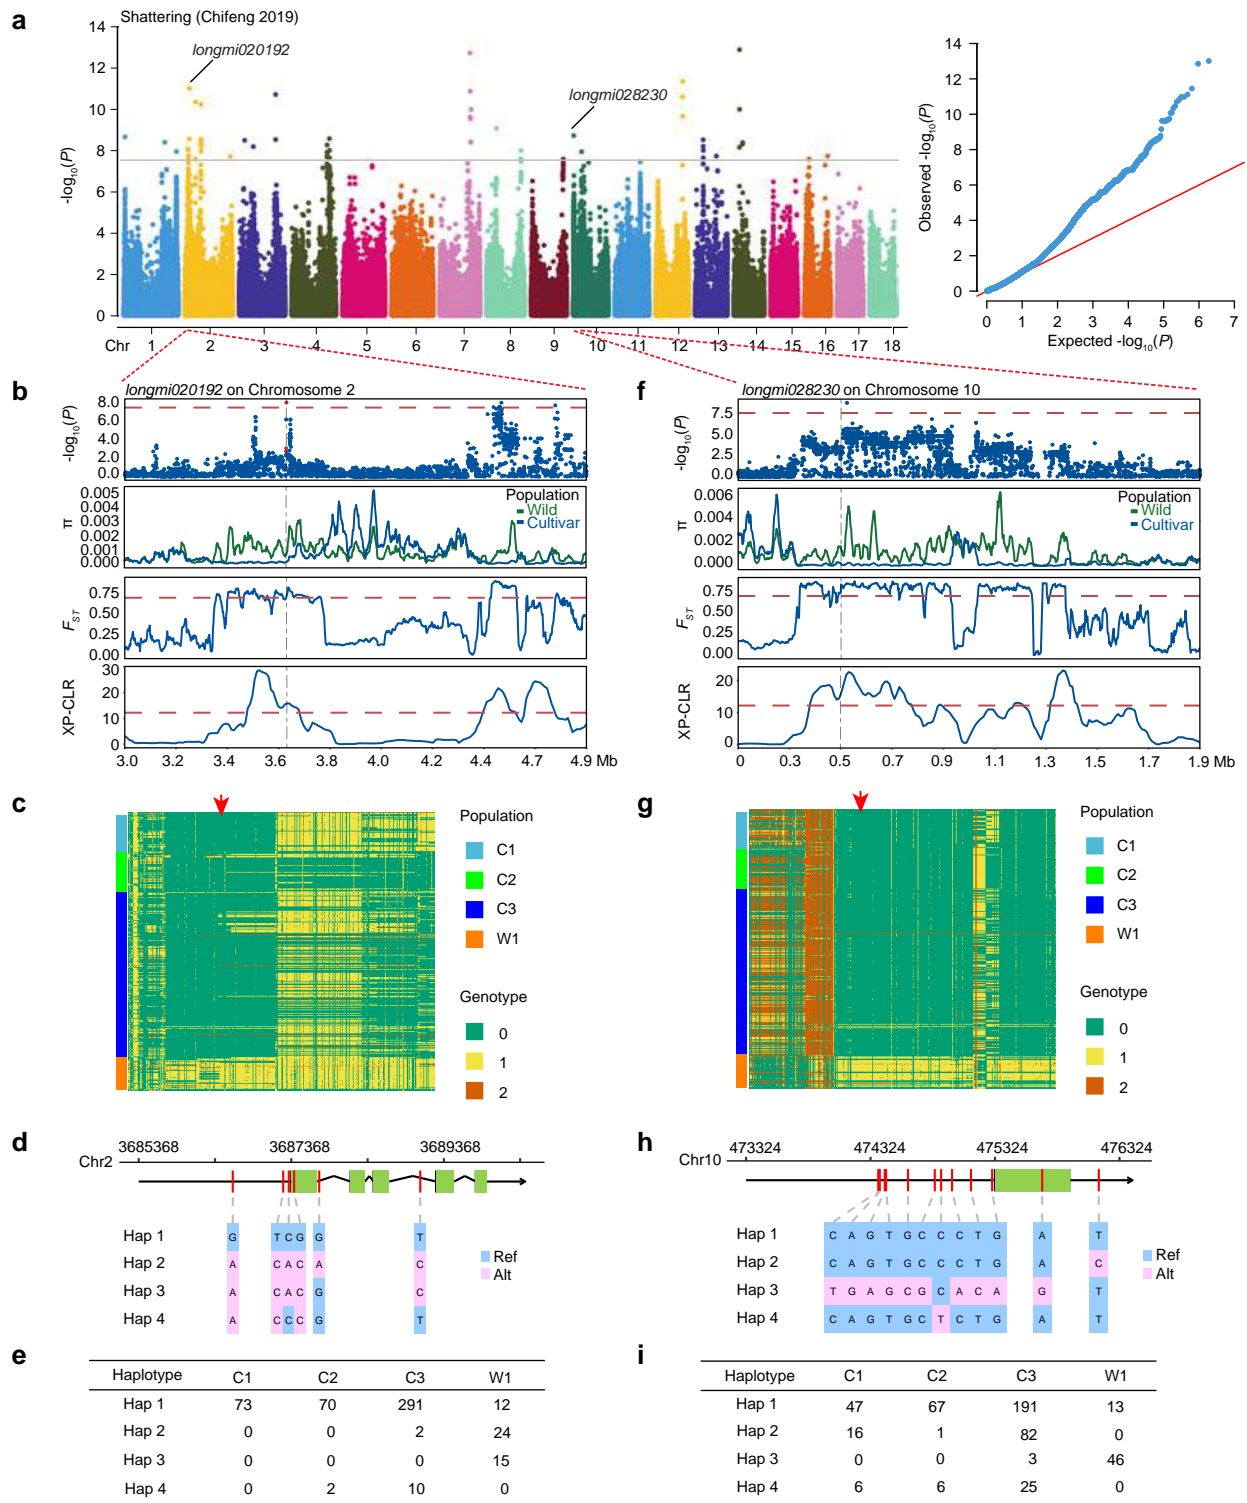 a
Shattering (Chifeng 2019)
14
12
10
8
6
4
2
0
-log10(P)
longmi020192
longmi028230
Chr
1 2 3 4 5 6 7 8 9 10 11 12 13 14 15 16 17 18
14
12
10
8
6
4
2
0
Observed -log10(P)
0 1 2 3 4 5 6 7
Expected -log10(P)
b
longmi020192 on Chromosome 2
8.0
6.0
4.0
2.0
0.0
-log10(P)
0.005
0.004
0.003
0.002
0.001
0.000
π
Population
Wild
Cultivar
0.75
0.50
0.25
0.00
FST
30
20
10
0
XP-CLR
3.0 3.2 3.4 3.6 3.8 4.0 4.2 4.4 4.7 4.9 Mb
f
longmi028230 on Chromosome 10
7.5
5.0
2.5
0.0
-log10(P)
0.006
0.004
0.002
0.000
π
Population
Wild
Cultivar
0.75
0.50
0.25
0.00
FST
20
10
0
XP-CLR
0 0.3 0.5 0.7 0.9 1.1 1.3 1.5 1.7 1.9 Mb
c
Population
C1
C2
C3
W1
Genotype
0
1
2
g
Population
C1
C2
C3
W1
Genotype
0
1
2
d
3685368 3687368 3689368
Chr2
Hap 1 G T C G G T
Hap 2 A C A C A C
Hap 3 A C A C G C
Hap 4 A C C C G T
Ref
Alt
h
473324 474324 475324 476324
Chr10
Hap 1 C A G T G C C C T G A T
Hap 2 C A G T G C C C T G A C
Hap 3 T G A G C G C A C A G T
Hap 4 C A G T G C T C T G A T
Ref
Alt
e
Haplotype C1 C2 C3 W1
Hap 1 73 70 291 12
Hap 2 0 0 2 24
Hap 3 0 0 0 15
Hap 4 0 2 10 0
i
Haplotype C1 C2 C3 W1
Hap 1 47 67 191 13
Hap 2 16 1 82 0
Hap 3 0 0 3 46
Hap 4 6 6 25 0